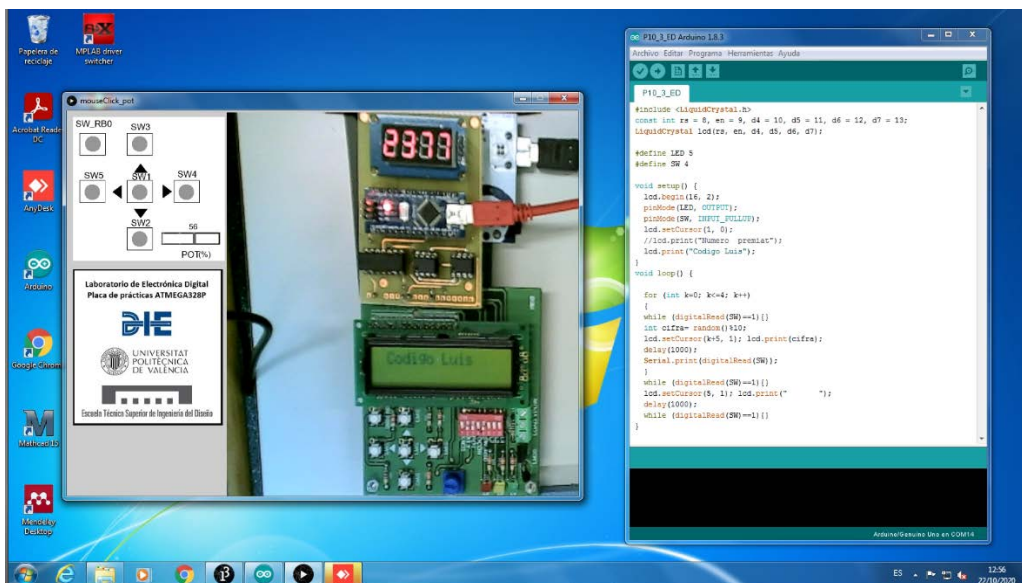 Papelera de
reciclaje
MPLAB driver
switcher
Acrobat Reader
DC
AnyDesk
Arduino
Google Chrom
Mathcad 15
Mendeley
Desktop
mouseClick_pot
SW_RB0
SW3
SW5
SW1
SW4
SW2
56
POT(%)
Laboratorio de Electrónica Digital
Placa de prácticas ATMEGA328P
DIE
UNIVERSITAT
POLITÈCNICA
DE VALÈNCIA
Escuela Técnica Superior de Ingeniería del Diseño
Codigo Luis
P10_3_ED Arduino 1.8.3
Archivo Editar Programa Herramientas Ayuda
P10_3_ED
#include <LiquidCrystal.h>
const int rs = 8, en = 9, d4 = 10, d5 = 11, d6 = 12, d7 = 13;
LiquidCrystal lcd(rs, en, d4, d5, d6, d7);
#define LED 5
#define SW 4
void setup() {
lcd.begin(16, 2);
pinMode(LED, OUTPUT);
pinMode(SW, INPUT_PULLUP);
lcd.setCursor(1, 0);
//lcd.print("Numero premiat");
lcd.print("Codigo Luis");
}
void loop() {
for (int k=0; k<=4; k++)
{
while (digitalRead(SW)==1){}
int cifra= random()%10;
lcd.setCursor(k+5, 1); lcd.print(cifra);
delay(1000);
Serial.print(digitalRead(SW));
}
while (digitalRead(SW)==1){}
lcd.setCursor(5, 1); lcd.print("        ");
delay(1000);
while (digitalRead(SW)==1){}
}
Arduino/Genuino Uno en COM14
ES
12:56
22/10/2020